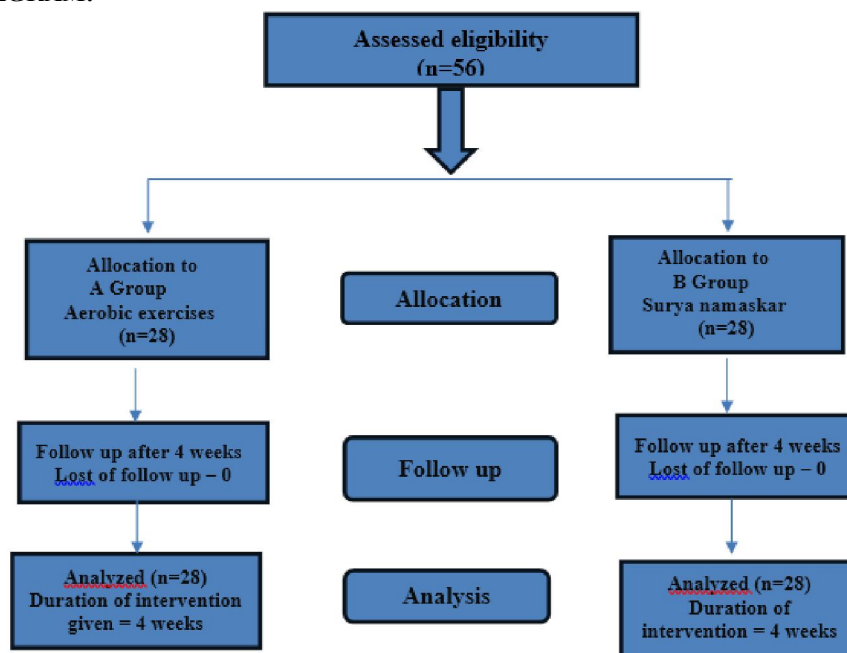 Assessed eligibility
(n=56)
Allocation to
A Group
Aerobic exercises
(n=28)
Allocation
Allocation to
B Group
Surya namaskar
(n=28)
Follow up after 4 weeks
Lost of follow up – 0
Follow up
Follow up after 4 weeks
Lost of follow up – 0
Analyzed (n=28)
Duration of intervention
given = 4 weeks
Analysis
Analyzed (n=28)
Duration of
intervention = 4 weeks